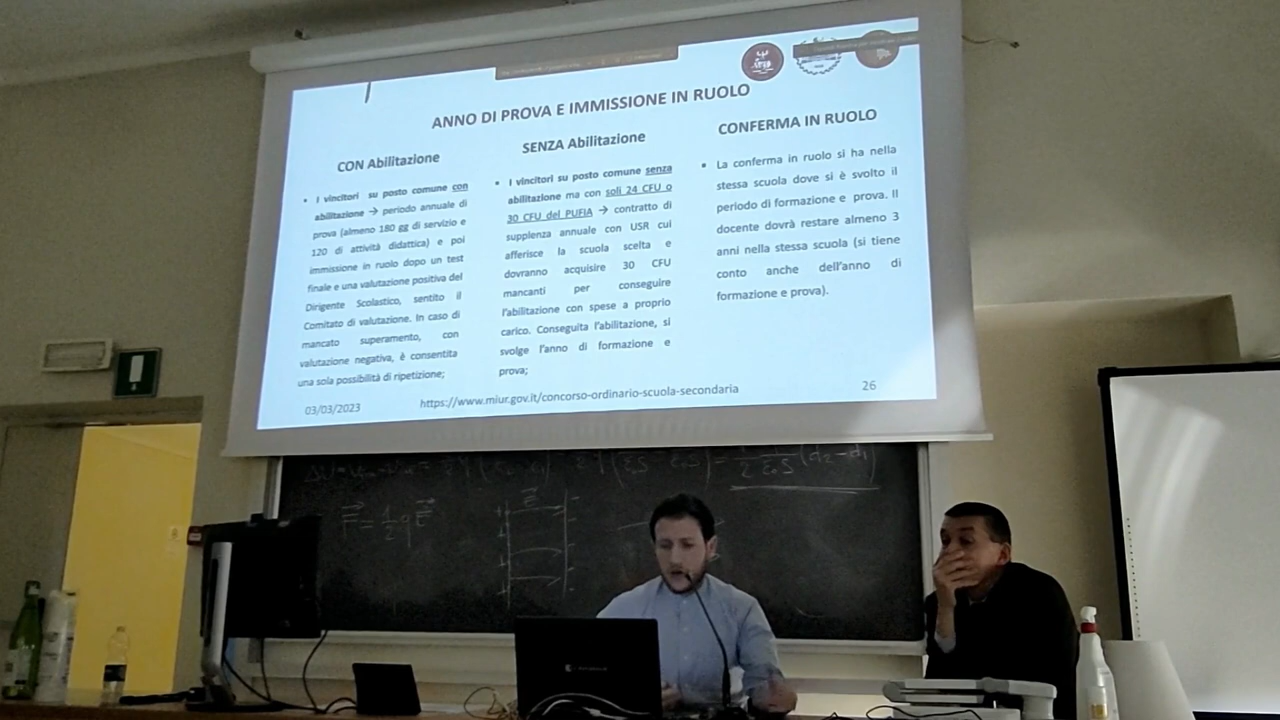 ANNO DI PROVA E IMMISSIONE IN RUOLO
CON Abilitazione
• I vincitori su posto comune con
abilitazione → periodo annuale di
prova (almeno 180 gg di servizio e
120 di attività didattica) e poi
immissione in ruolo dopo un test
finale e una valutazione positiva del
Dirigente Scolastico, sentito il
Comitato di valutazione. In caso di
mancato superamento, con
valutazione negativa, è consentita
una sola possibilità di ripetizione;
SENZA Abilitazione
• I vincitori su posto comune senza
abilitazione ma con soli 24 CFU o
30 CFU del PUFIA → contratto di
supplenza annuale con USR cui
afferisce la scuola scelta e
dovranno acquisire 30 CFU
mancanti per conseguire
l'abilitazione con spese a proprio
carico. Conseguita l'abilitazione, si
svolge l'anno di formazione e
prova;
CONFERMA IN RUOLO
• La conferma in ruolo si ha nella
stessa scuola dove si è svolto il
periodo di formazione e prova. Il
docente dovrà restare almeno 3
anni nella stessa scuola (si tiene
conto anche dell'anno di
formazione e prova).
03/03/2023
https://www.miur.gov.it/concorso-ordinario-scuola-secondaria
26
F = 1/2 q E
E